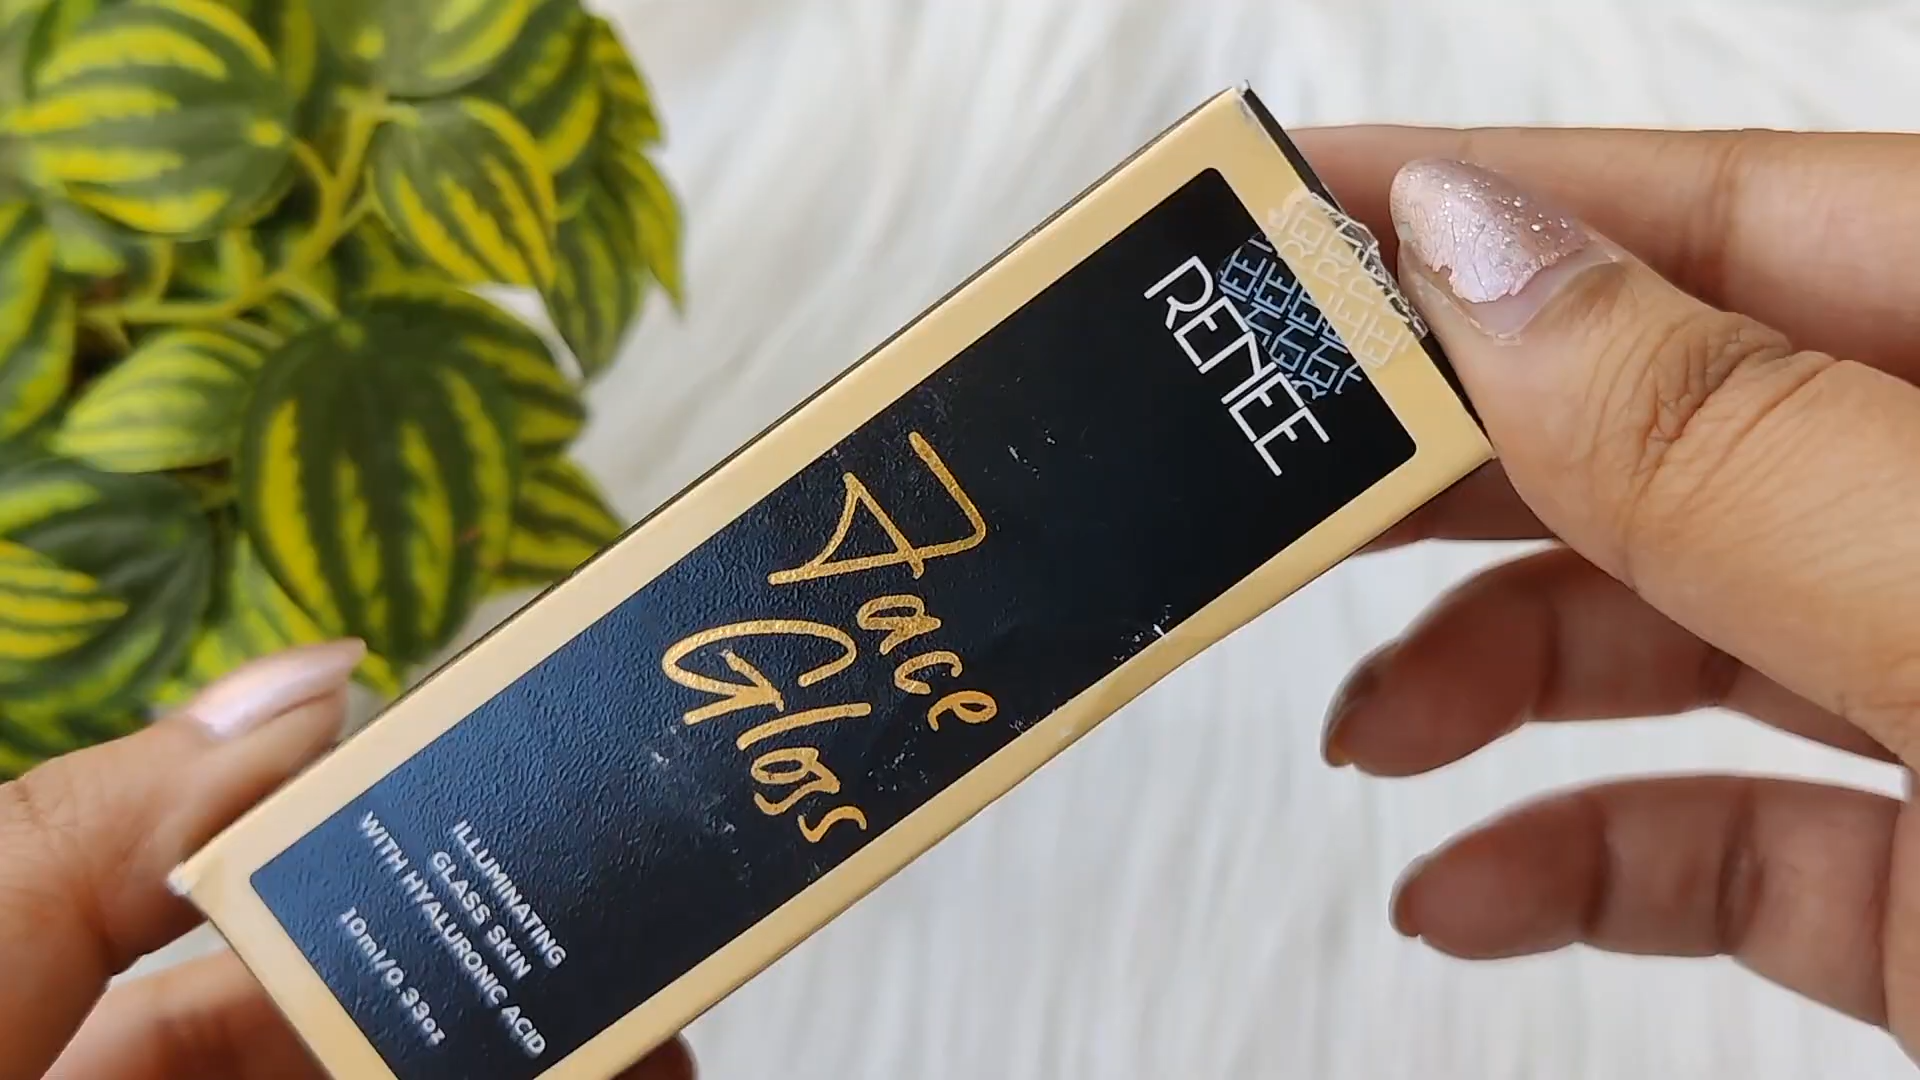 RENEE
Face
Gloss
ILLUMINATING
GLASS SKIN
WITH HYALURONIC ACID
10ml/0.33oz